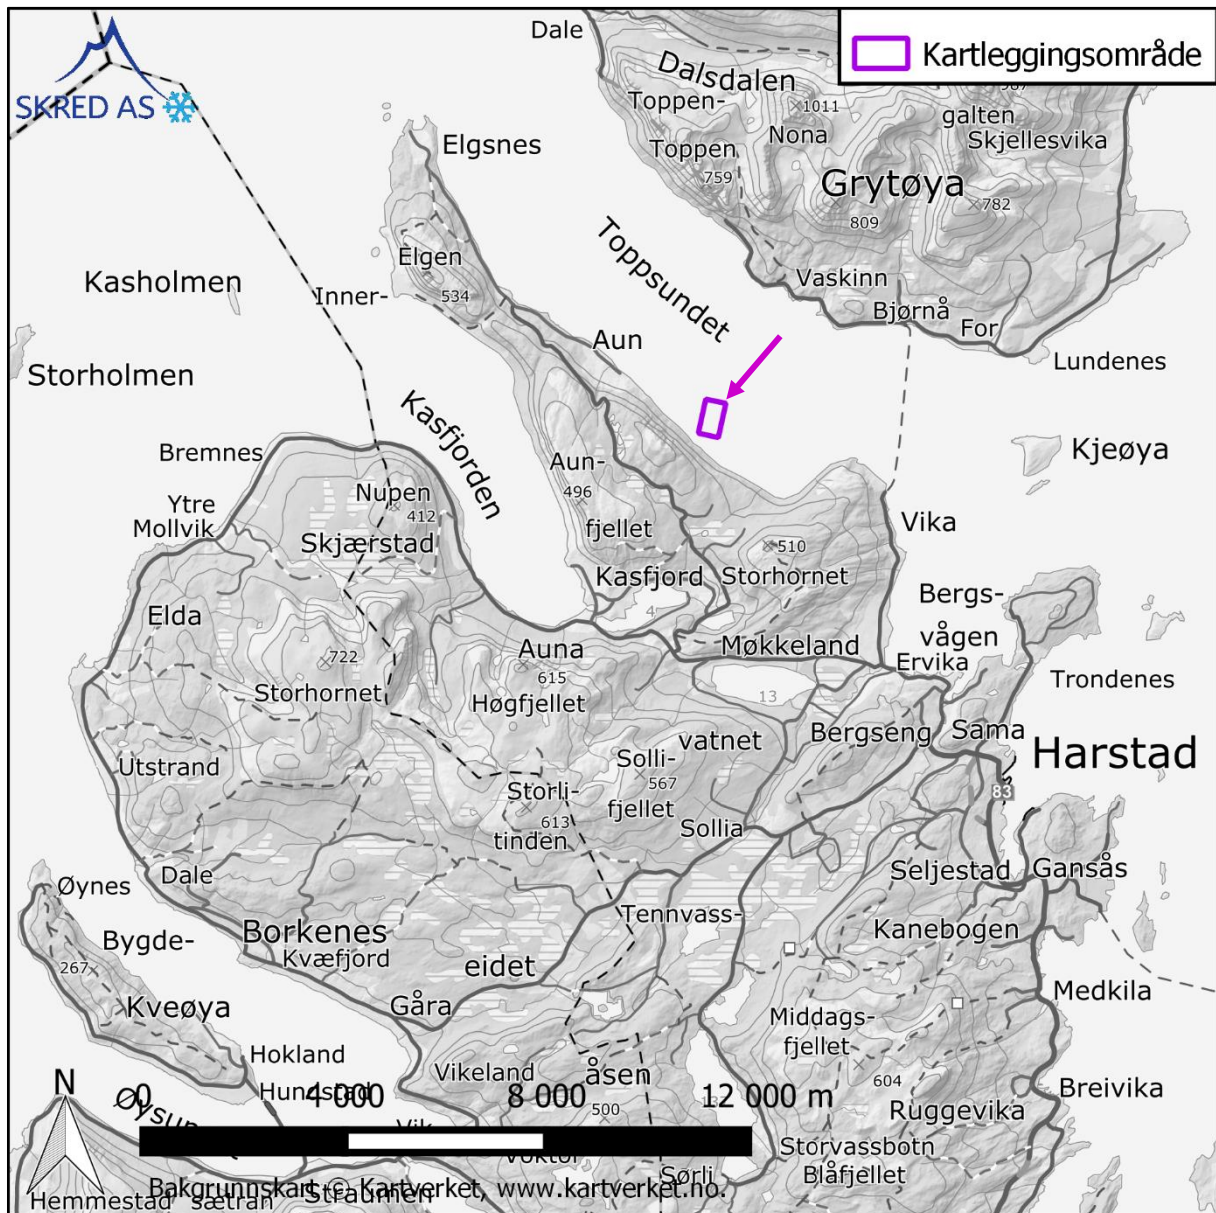 Dale
Kartleggingsområde
SKRED AS
Dalsdalen
Toppen-
1011
Nona
galten
Skjellesvika
Elgsnes
Toppen
759
Grytøya
782
809
Toppsundet
Elgen
534
Kasholmen
Inner-
Vaskinn
Bjørnå
For
Aun
Lundenes
Storholmen
Kasfjorden
Bremnes
Kjeøya
Aun-
496
Nupen
412
Ytre
Mollvik
Vika
fjellet
Skjærstad
510
Kasfjord
Storhornet
Bergs-
vågen
Elda
4
Auna
Møkkeland
Ervika
722
615
Trondenes
Storhornet
Høgfjellet
13
vatnet
Bergseng
Sama
Harstad
Utstrand
Solli-
567
fjellet
Storli-
613
tinden
83
Sollia
Seljestad
Gansås
Øynes
Dale
Tennvass-
Kanebogen
Bygde-
Borkenes
Kvæfjord
eidet
267
Kveøya
Gåra
Medkila
Middags-
fjellet
Hokland
Vikeland
åsen
604
Breivika
N
0
4 000
8 000
12 000 m
Hunstad
500
Ruggevika
Storvassbotn
Sørli
Blåfjellet
Bakgrunnskart © Kartverket, www.kartverket.no.
Straumen
Hemmestad
sætran